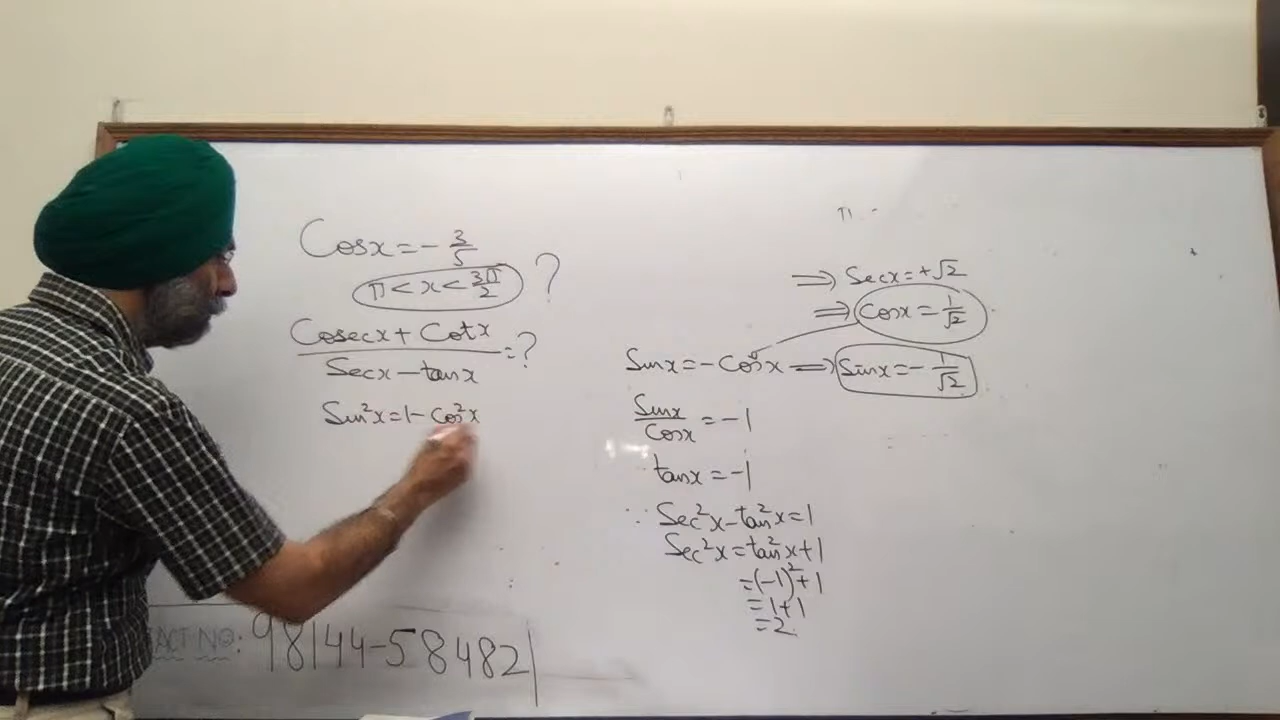 Cosx = -3/5
π < x < 3π/2 ?
(Cosecx + Cotx)/(Secx - tanx) = ?
Sin²x = 1 - Cos²x
ACT NO: 98144-58482
π -
⇒ Secx = +√2
⇒ Cosx = 1/√2
Sinx = -Cosx ⇒ Sinx = -1/√2
Sinx/Cosx = -1
tanx = -1
∵ Sec²x - tan²x = 1
Sec²x = tan²x + 1
= (-1)² + 1
= 1 + 1
= 2